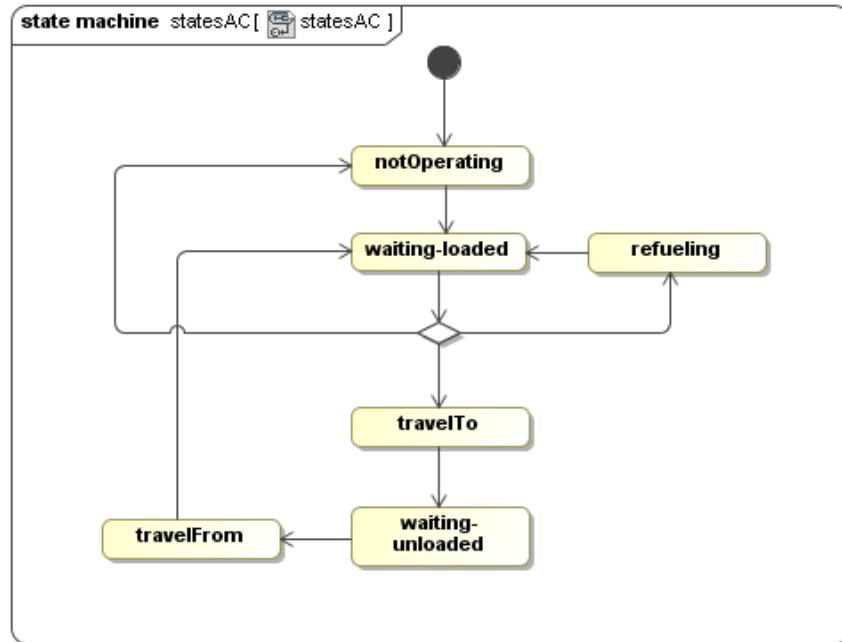 state machine statesAC[ statesAC ]
notOperating
waiting-loaded
refueling
travelTo
waiting-
unloaded
travelFrom